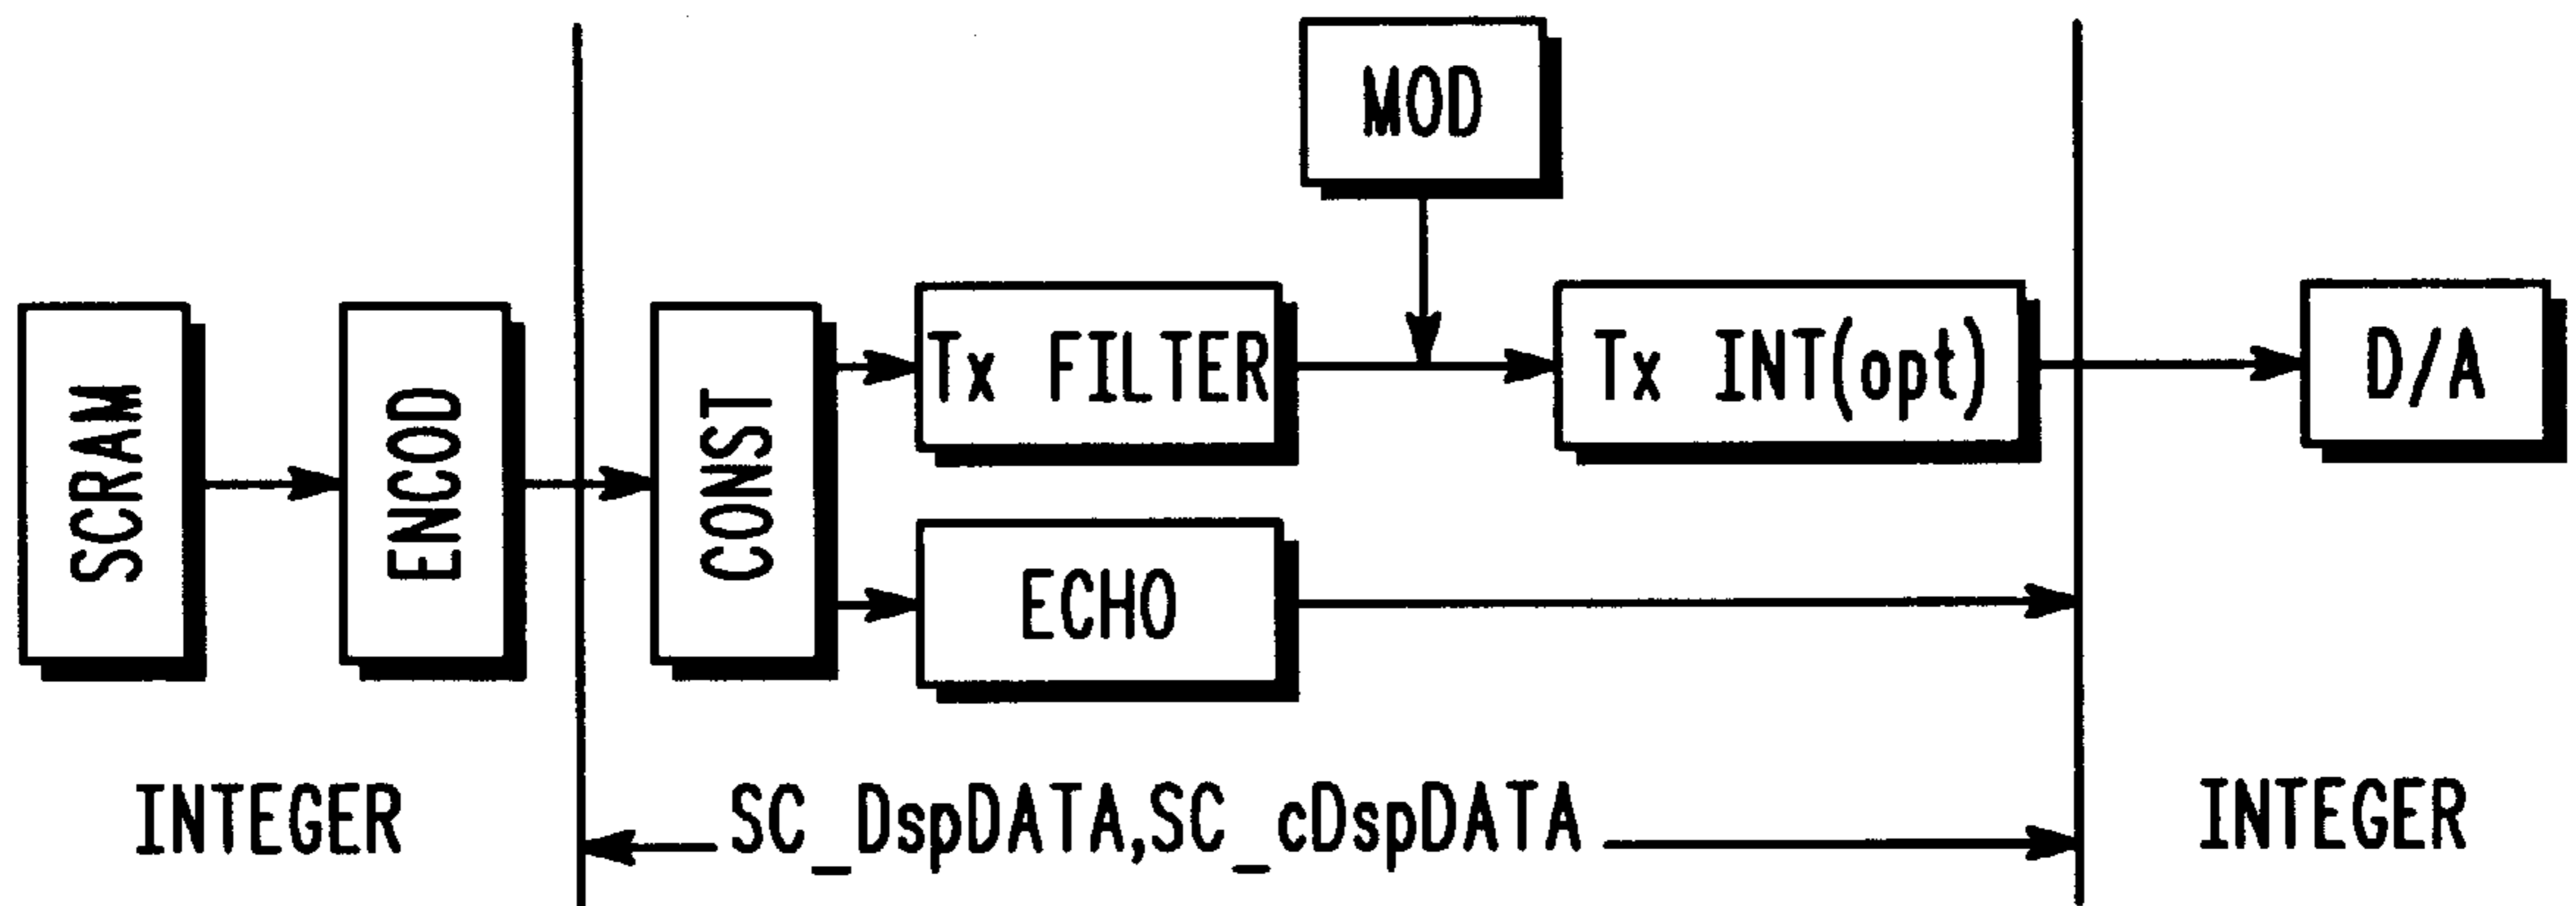 MOD
SCRAM
ENCOD
CONST
Tx FILTER
Tx INT(opt)
D/A
ECHO
INTEGER
SC_DspDATA,SC_cDspDATA
INTEGER